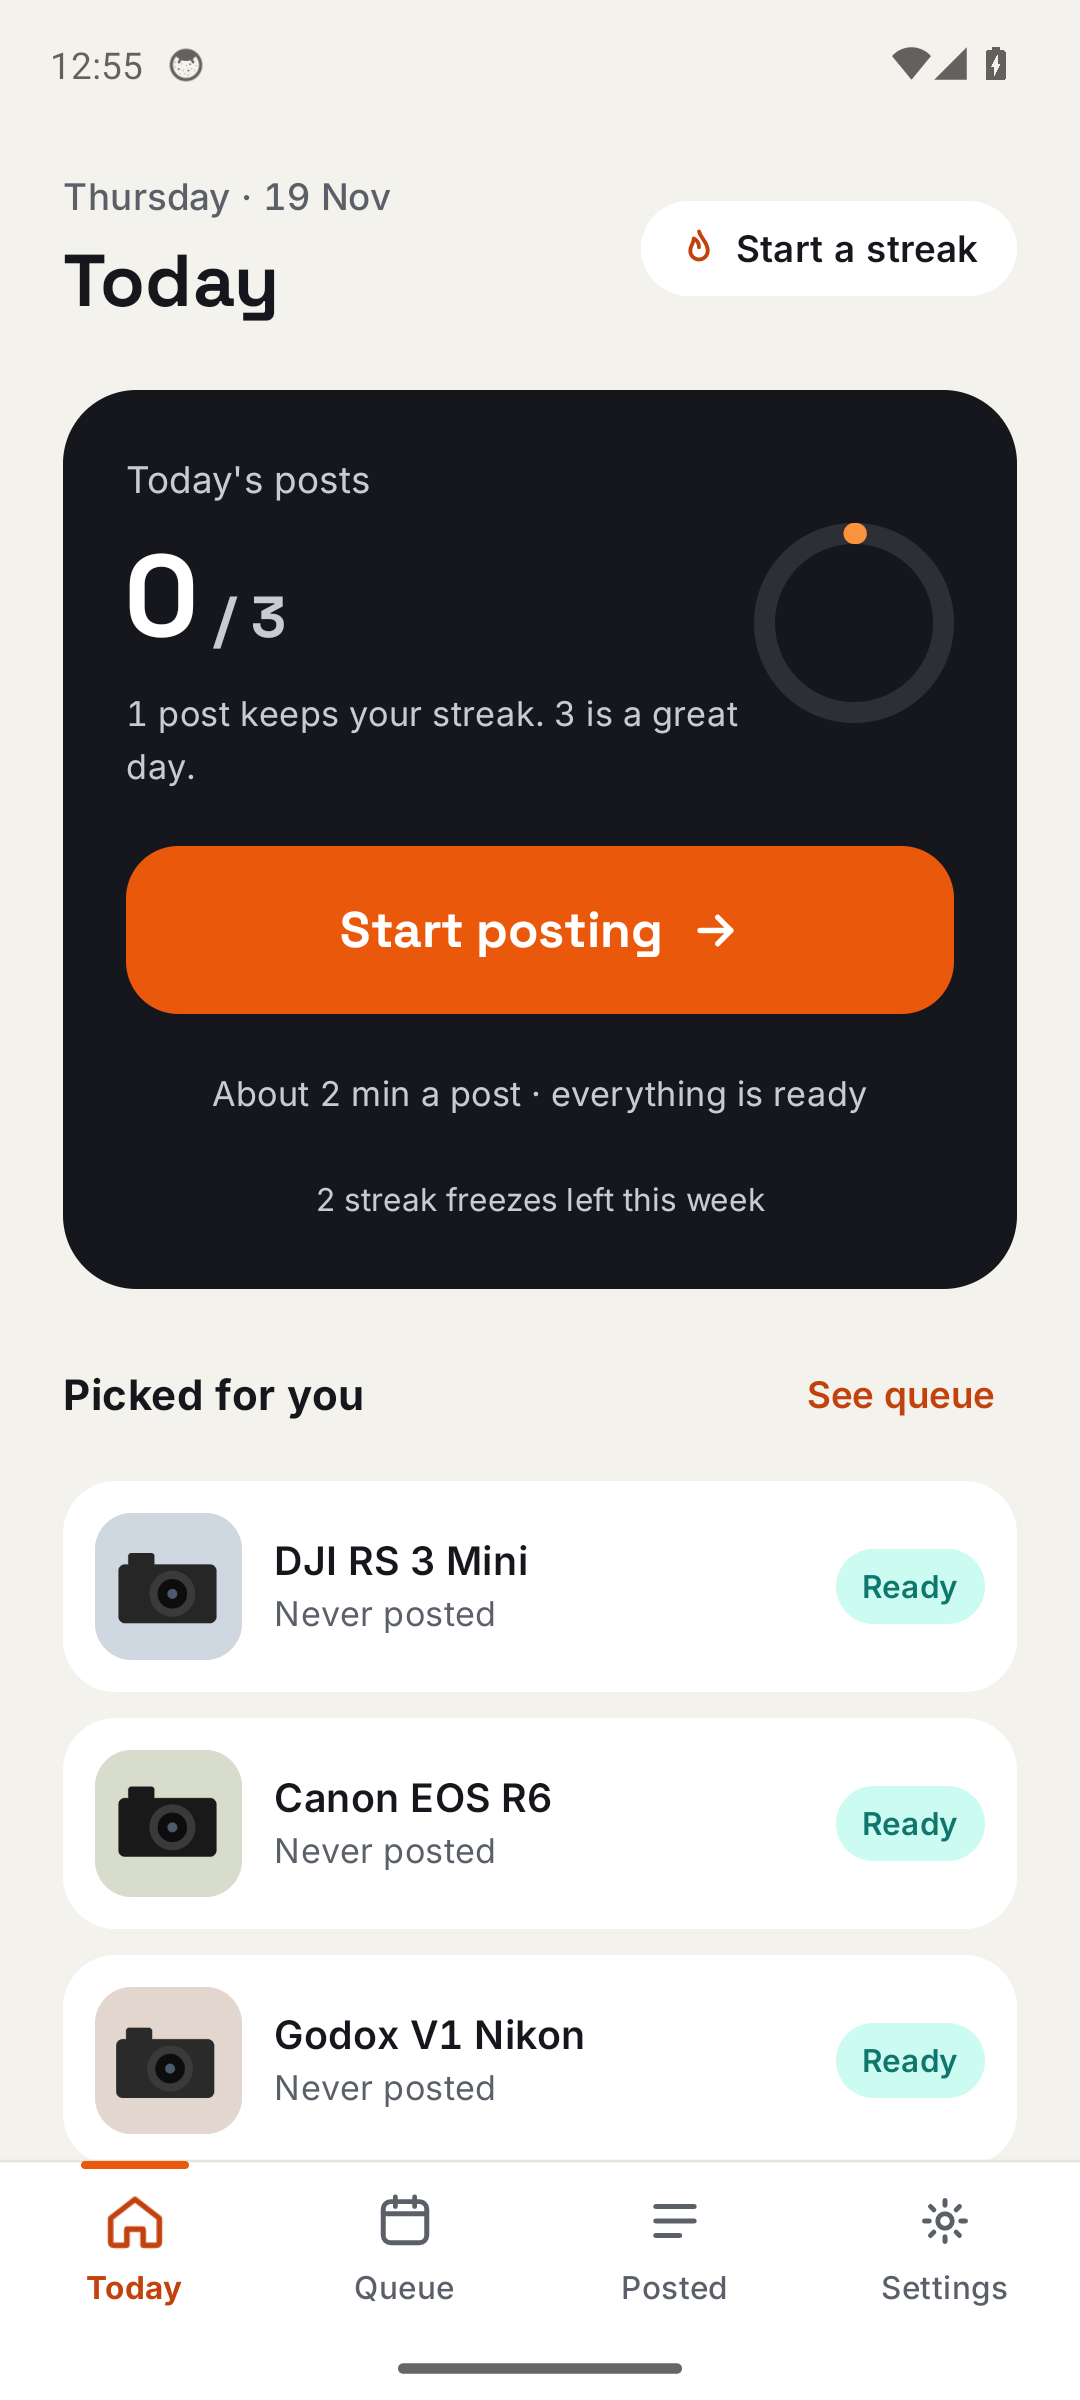 12:55
Thursday · 19 Nov
Today
Start a streak
Today's posts
0 / 3
1 post keeps your streak. 3 is a great
day.
Start posting →
About 2 min a post · everything is ready
2 streak freezes left this week
Picked for you
See queue
DJI RS 3 Mini
Never posted
Ready
Canon EOS R6
Never posted
Ready
Godox V1 Nikon
Never posted
Ready
Today
Queue
Posted
Settings